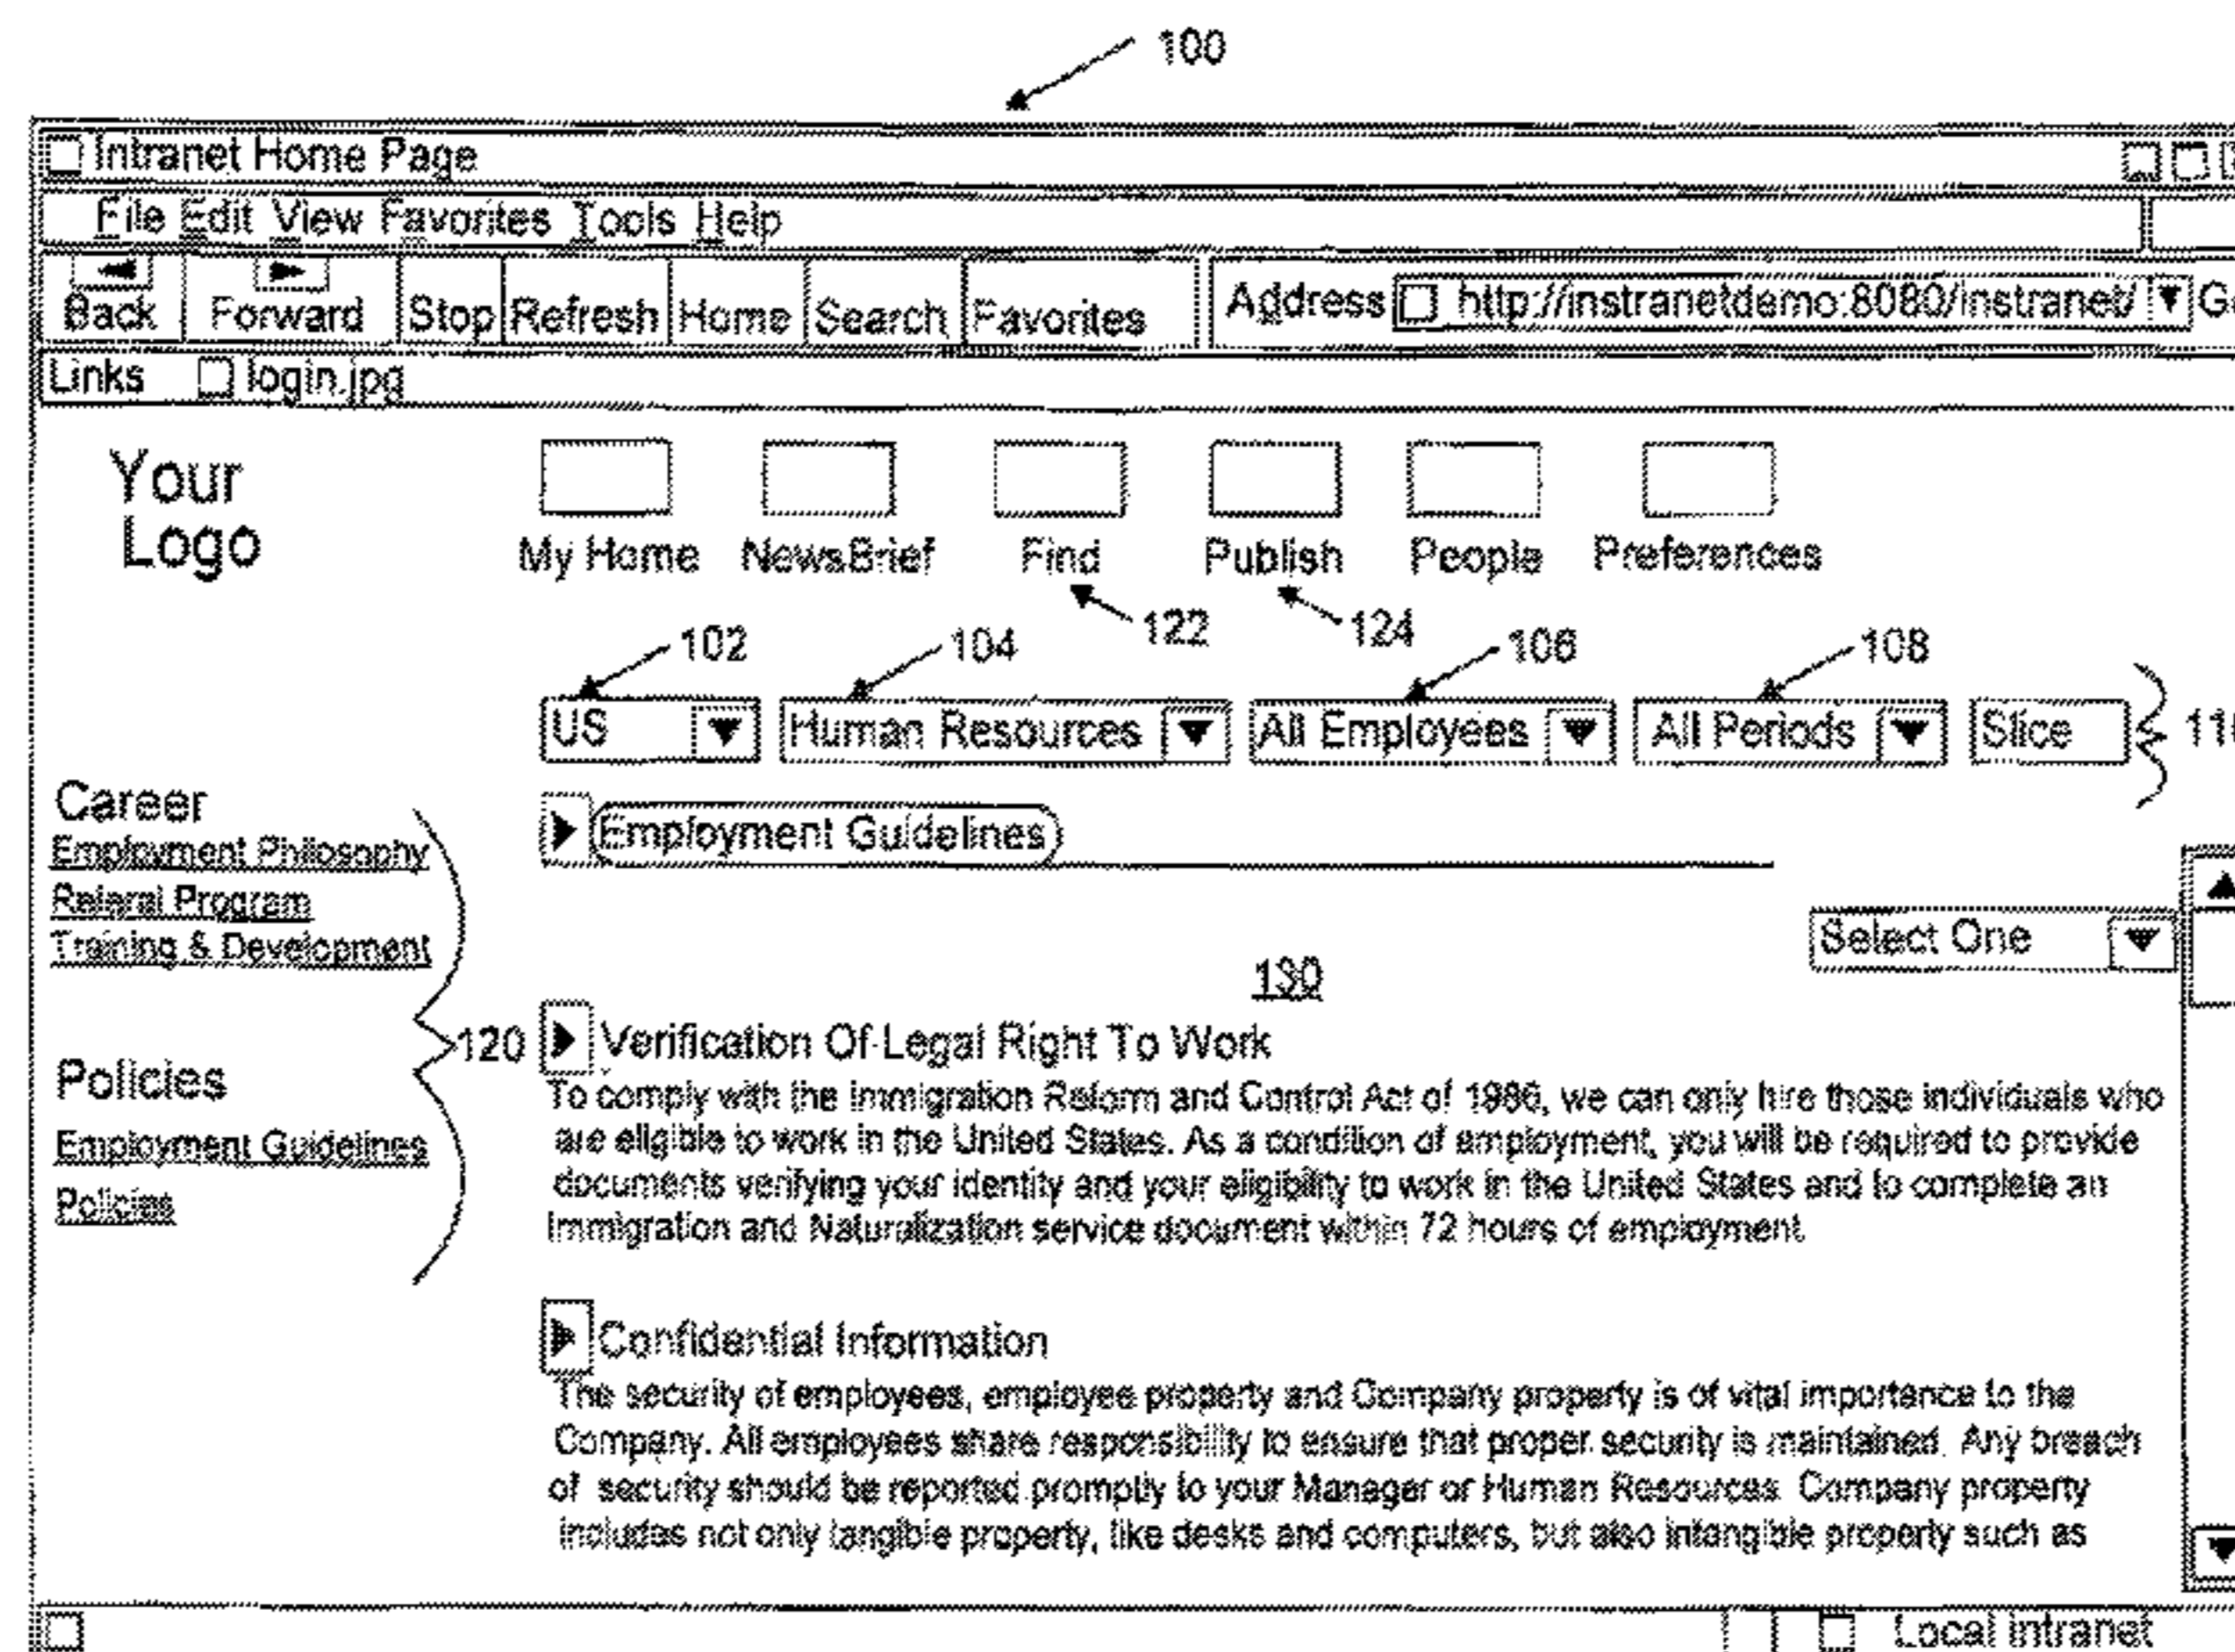 100
Intranet Home Page
File Edit View Favorites Tools Help
Back Forward Stop Refresh Home Search Favorites Address http://instranetdemo:8080/instranet/
Links login.jpg
Your
Logo
My Home NewsBrief Find Publish People Preferences
122 124
102 104 106 108
US Human Resources All Employees All Periods Slice
Career
Employment Philosophy
Referal Program
Training & Development
120
Policies
Employment Guidelines
Policies
Employment Guidelines
Select One
130
Verification Of Legal Right To Work
To comply with the Immigration Reform and Control Act of 1986, we can only hire those individuals who
are eligible to work in the United States. As a condition of employment, you will be required to provide
documents verifying your identity and your eligibility to work in the United States and to complete an
Immigration and Naturalization service document within 72 hours of employment.
Confidential Information
The security of employees, employee property and Company property is of vital importance to the
Company. All employees share responsibility to ensure that proper security is maintained. Any breach
of security should be reported promptly to your Manager or Human Resources. Company property
includes not only tangible property, like desks and computers, but also intangible property such as
Local intranet